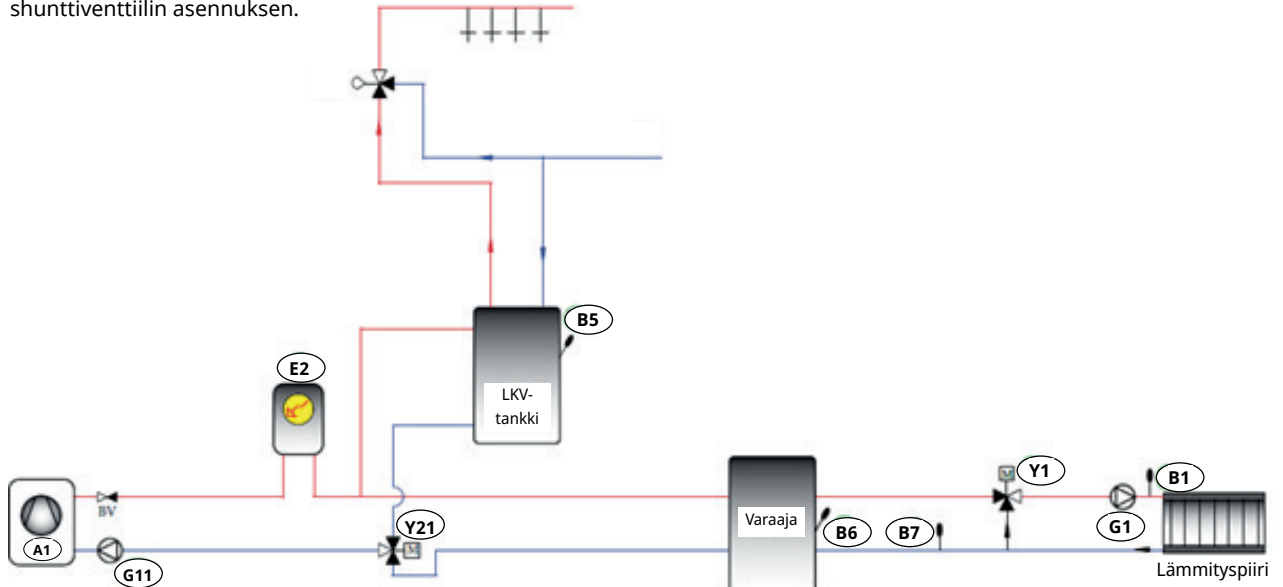 shunttiventtiilin asennuksen.
B5
E2
LKV-
tankki
Y1
B1
BV
Y21
Varaaja
B6
B7
G1
A1
M
G11
Lämmityspiiri